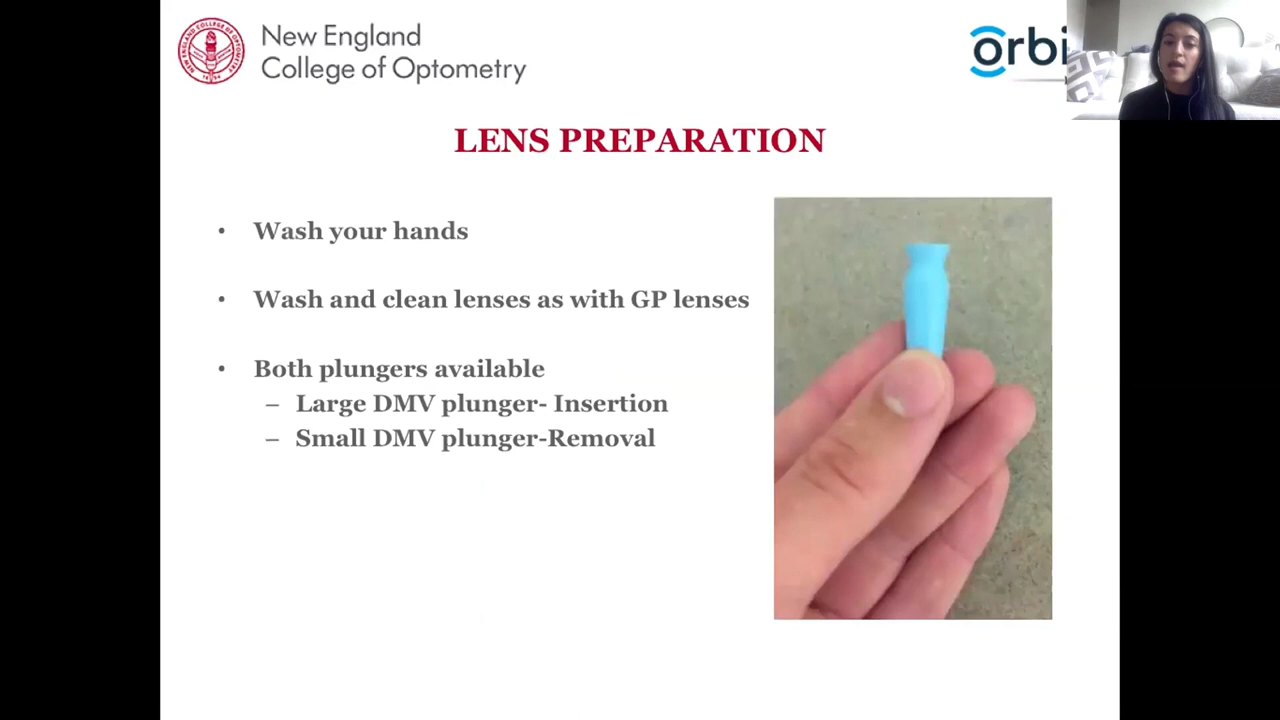 New England
College of Optometry
orbi
LENS PREPARATION
• Wash your hands
• Wash and clean lenses as with GP lenses
• Both plungers available
– Large DMV plunger- Insertion
– Small DMV plunger-Removal